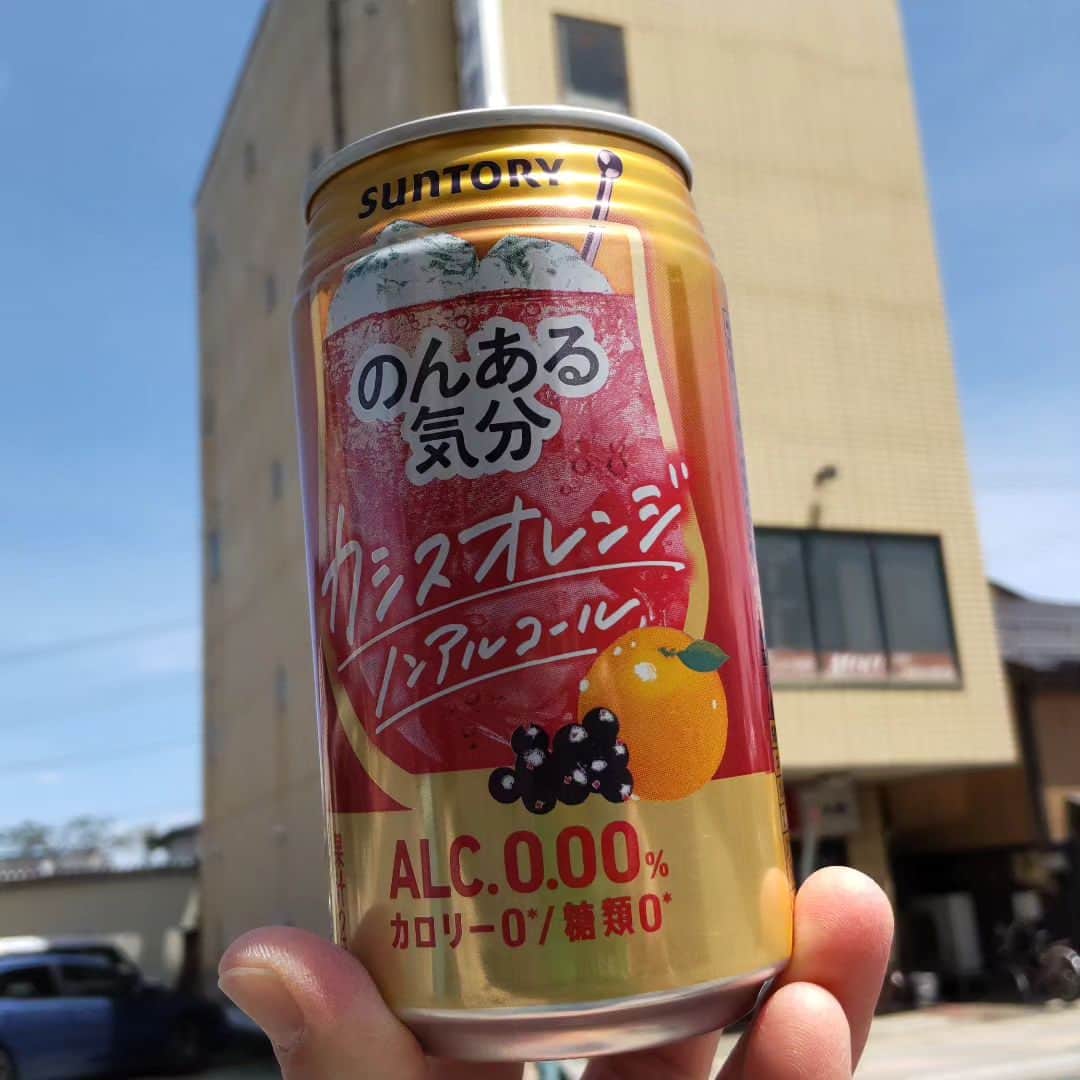 SUNTORY
のんある
気分
カシスオレンジ
ノンアルコール
ALC.0.00%
カロリー0*/糖類0*